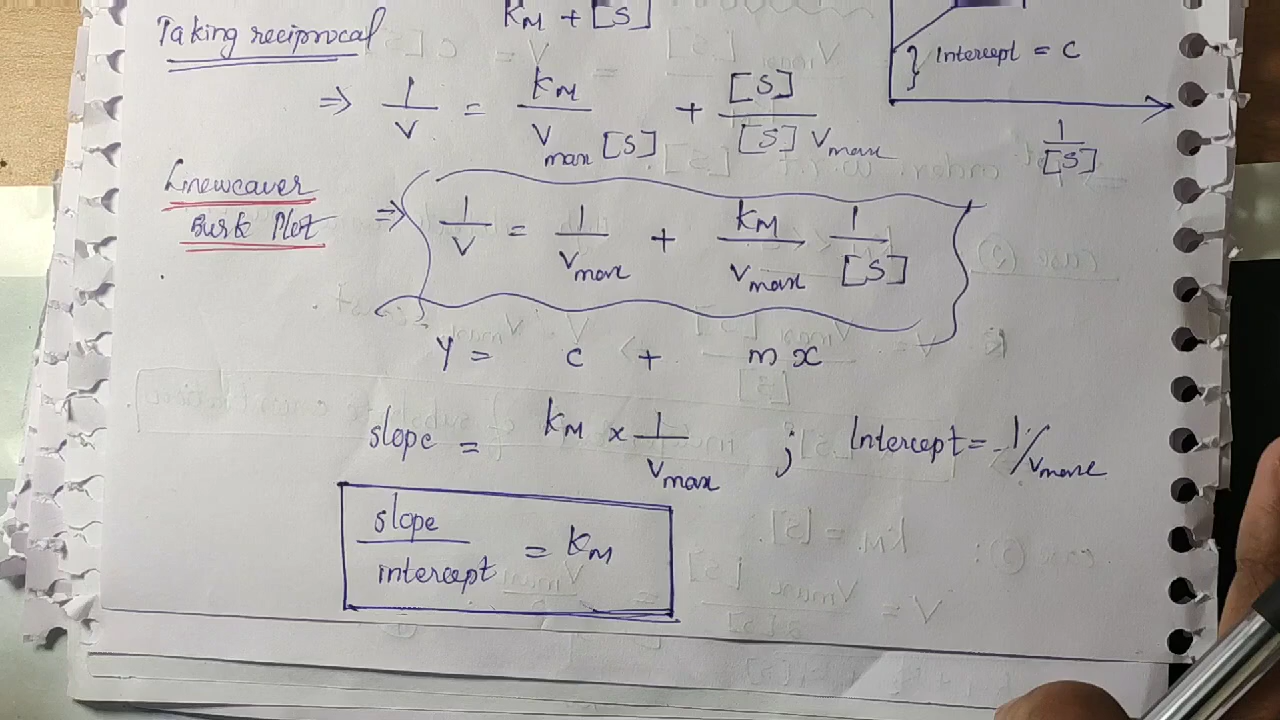 KM + [S]
Taking reciprocal
} Intercept = c
⇒ 1/V = KM/Vmax [S] + [S]/[S] Vmax
1/[S]
Lineweaver
Burk Plot
⇒ 1/V = 1/Vmax + KM/Vmax 1/[S]
Y = c + m x
slope = KM × 1/Vmax ; Intercept = 1/Vmax
slope/intercept = KM